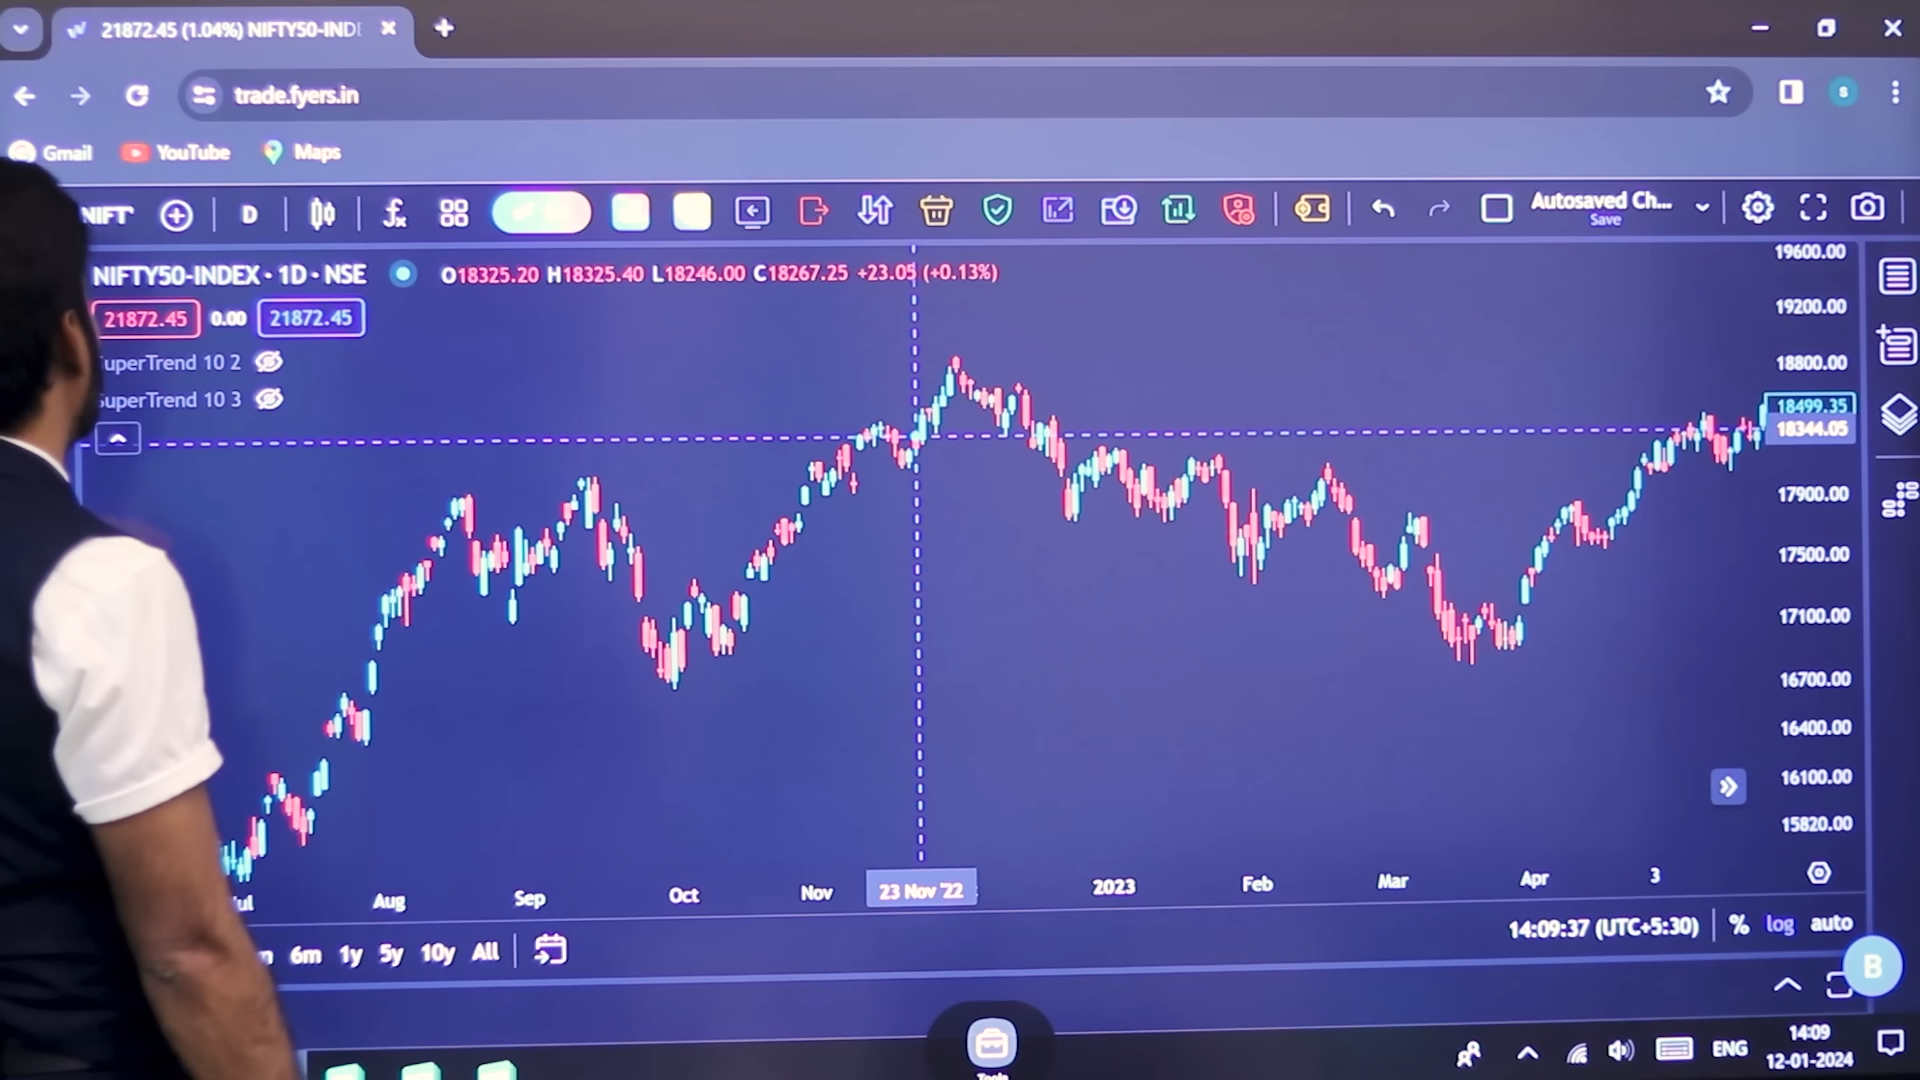 21872.45 (1.04%) NIFTY50-INDE
trade.fyers.in
S
Gmail YouTube Maps
NIFT D fx Autosaved Ch...
Save
NIFTY50-INDEX · 1D · NSE O18325.20 H18325.40 L18246.00 C18267.25 +23.05 (+0.13%)
21872.45 0.00 21872.45
uperTrend 10 2
SuperTrend 10 3
19600.00
19200.00
18800.00
18499.35
18344.05
17900.00
17500.00
17100.00
16700.00
16400.00
16100.00
15820.00
Jul Aug Sep Oct Nov 23 Nov '22 2023 Feb Mar Apr 3
6m 1y 5y 10y All
14:09:37 (UTC+5:30) % log auto
B
Tools
ENG
14:09
12-01-2024